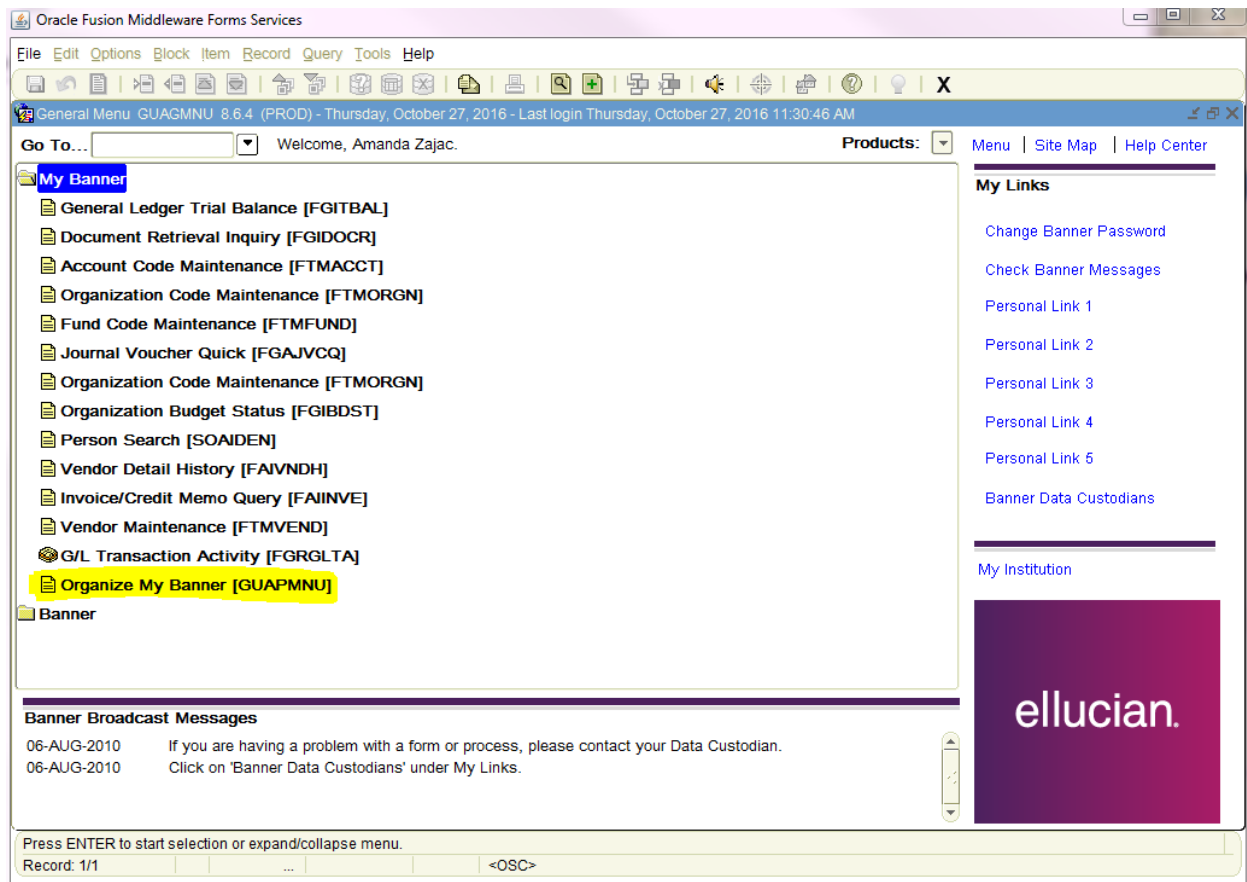 Oracle Fusion Middleware Forms Services
File Edit Options Block Item Record Query Tools Help
X
General Menu GUAGMNU 8.6.4 (PROD) - Thursday, October 27, 2016 - Last login Thursday, October 27, 2016 11:30:46 AM
Go To... Welcome, Amanda Zajac. Products: Menu | Site Map | Help Center
My Banner
General Ledger Trial Balance [FGITBAL]
Document Retrieval Inquiry [FGIDOCR]
Account Code Maintenance [FTMACCT]
Organization Code Maintenance [FTMORGN]
Fund Code Maintenance [FTMFUND]
Journal Voucher Quick [FGAJVCQ]
Organization Code Maintenance [FTMORGN]
Organization Budget Status [FGIBDST]
Person Search [SOAIDEN]
Vendor Detail History [FAIVNDH]
Invoice/Credit Memo Query [FAIINVE]
Vendor Maintenance [FTMVEND]
G/L Transaction Activity [FGRGLTA]
Organize My Banner [GUAPMNU]
Banner
My Links
Change Banner Password
Check Banner Messages
Personal Link 1
Personal Link 2
Personal Link 3
Personal Link 4
Personal Link 5
Banner Data Custodians
My Institution
ellucian.
Banner Broadcast Messages
06-AUG-2010 If you are having a problem with a form or process, please contact your Data Custodian.
06-AUG-2010 Click on 'Banner Data Custodians' under My Links.
Press ENTER to start selection or expand/collapse menu.
Record: 1/1 ... <OSC>